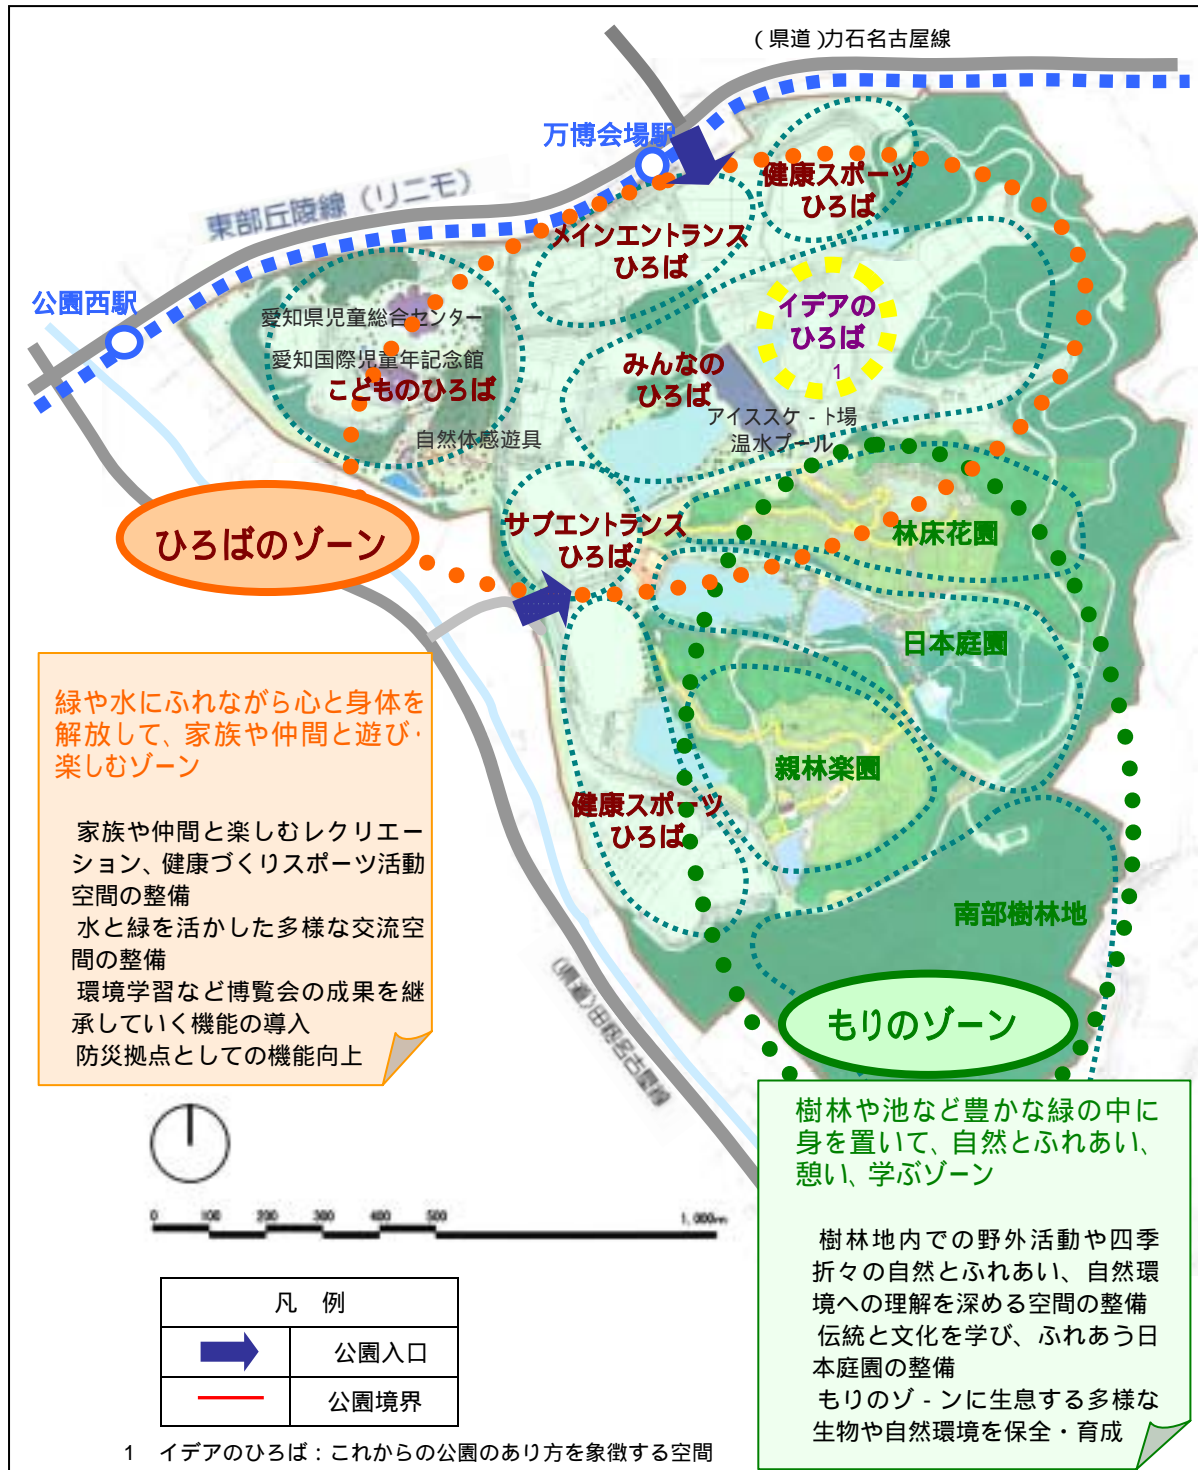 (県道)力石名古屋線
万博会場駅
東部丘陵線（リニモ）
公園西駅
健康スポーツ
ひろば
メインエントランス
ひろば
イデアの
ひろば
1
愛知県児童総合センター
愛知国際児童年記念館
こどものひろば
自然体感遊具
みんなの
ひろば
アイススケ-ト場
温水プール
サブエントランス
ひろば
ひろばのゾーン
林床花園
日本庭園
親林楽園
健康スポーツ
ひろば
南部樹林地
もりのゾーン
緑や水にふれながら心と身体を
解放して、家族や仲間と遊び・
楽しむゾーン
家族や仲間と楽しむレクリエー
ション、健康づくりスポーツ活動
空間の整備
水と緑を活かした多様な交流空
間の整備
環境学習など博覧会の成果を継
承していく機能の導入
防災拠点としての機能向上
樹林や池など豊かな緑の中に
身を置いて、自然とふれあい、
憩い、学ぶゾーン
樹林地内での野外活動や四季
折々の自然とふれあい、自然環
境への理解を深める空間の整備
伝統と文化を学び、ふれあう日
本庭園の整備
もりのゾ-ンに生息する多様な
生物や自然環境を保全・育成
0 100 200 300 400 500 1,000m
凡 例
公園入口
公園境界
1 イデアのひろば：これからの公園のあり方を象徴する空間